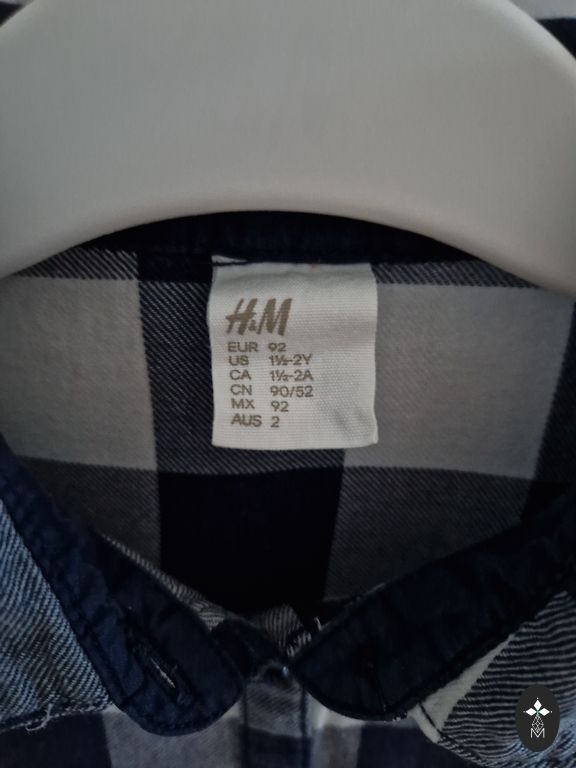 H&M
EUR 92
US 1½-2Y
CA 1½-2A
CN 90/52
MX 92
AUS 2